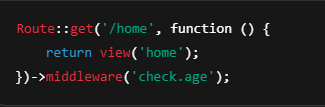 Route::get('/home', function () {
    return view('home');
})->middleware('check.age');